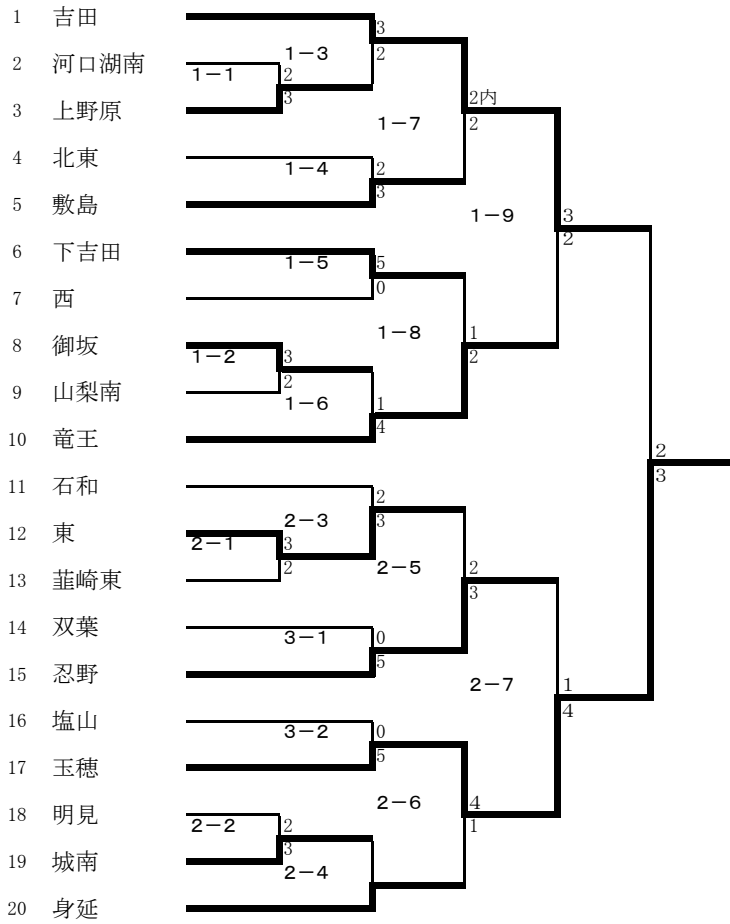 1 吉田
3
1－3
2
2 河口湖南
1－1
2
3
3 上野原
2内
1－7
2
4 北東
1－4
2
3
5 敷島
1－9
3
2
6 下吉田
1－5
5
0
7 西
1－8
1
2
8 御坂
1－2
3
2
9 山梨南
1－6
1
4
10 竜王
2
3
11 石和
2
2－3
3
12 東
2－1
3
2
13 韮崎東
2－5
2
3
14 双葉
3－1
0
5
15 忍野
2－7
1
4
16 塩山
3－2
0
5
17 玉穂
2－6
4
1
18 明見
2－2
2
3
19 城南
2－4
20 身延